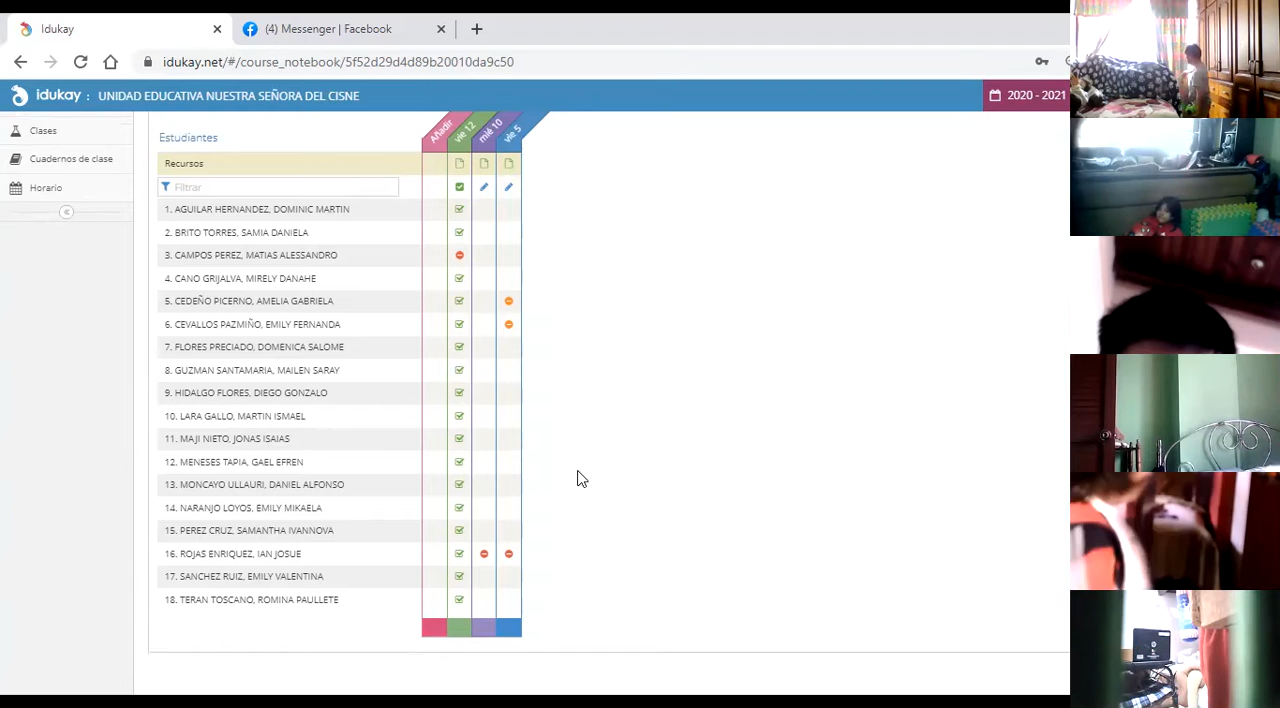 Idukay
(4) Messenger | Facebook
idukay.net/#/course_notebook/5f52d29d4d89b20010da9c50
idukay : UNIDAD EDUCATIVA NUESTRA SEÑORA DEL CISNE
2020 - 2021
Clases
Cuadernos de clase
Horario
Estudiantes
Añadir
vie 12
mié 10
vie 5
Recursos
Filtrar
1. AGUILAR HERNANDEZ, DOMINIC MARTIN
2. BRITO TORRES, SAMIA DANIELA
3. CAMPOS PEREZ, MATIAS ALESSANDRO
4. CANO GRIJALVA, MIRELY DANAHE
5. CEDEÑO PICERNO, AMELIA GABRIELA
6. CEVALLOS PAZMIÑO, EMILY FERNANDA
7. FLORES PRECIADO, DOMENICA SALOME
8. GUZMAN SANTAMARIA, MAILEN SARAY
9. HIDALGO FLORES, DIEGO GONZALO
10. LARA GALLO, MARTIN ISMAEL
11. MAJI NIETO, JONAS ISAIAS
12. MENESES TAPIA, GAEL EFREN
13. MONCAYO ULLAURI, DANIEL ALFONSO
14. NARANJO LOYOS, EMILY MIKAELA
15. PEREZ CRUZ, SAMANTHA IVANNOVA
16. ROJAS ENRIQUEZ, IAN JOSUE
17. SANCHEZ RUIZ, EMILY VALENTINA
18. TERAN TOSCANO, ROMINA PAULLETE